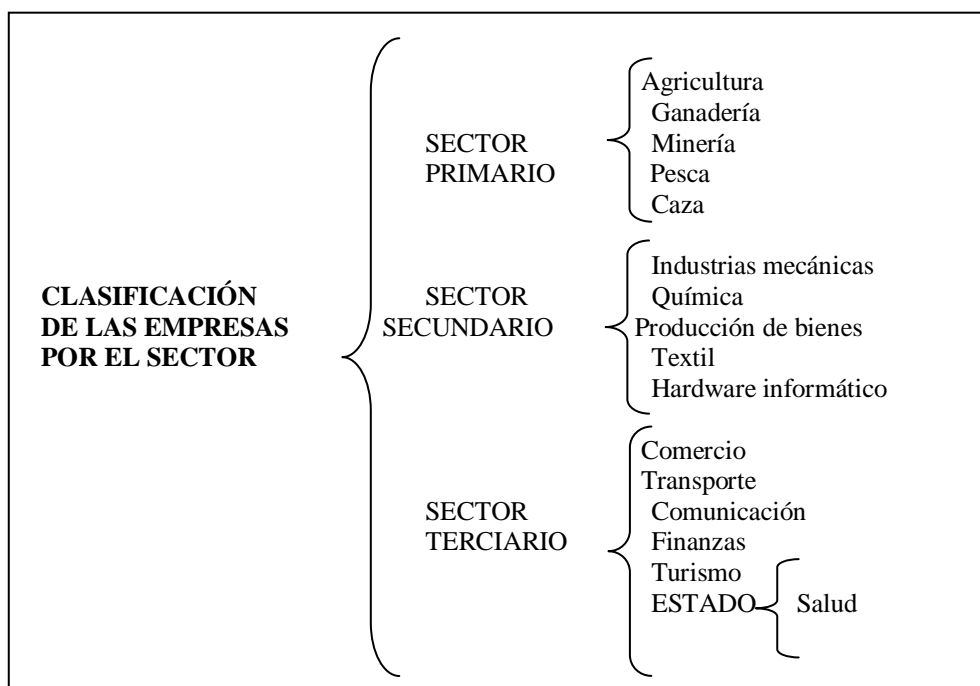 CLASIFICACIÓN
DE LAS EMPRESAS
POR EL SECTOR
SECTOR
PRIMARIO
Agricultura
Ganadería
Minería
Pesca
Caza
SECTOR
SECUNDARIO
Industrias mecánicas
Química
Producción de bienes
Textil
Hardware informático
SECTOR
TERCIARIO
Comercio
Transporte
Comunicación
Finanzas
Turismo
ESTADO
Salud